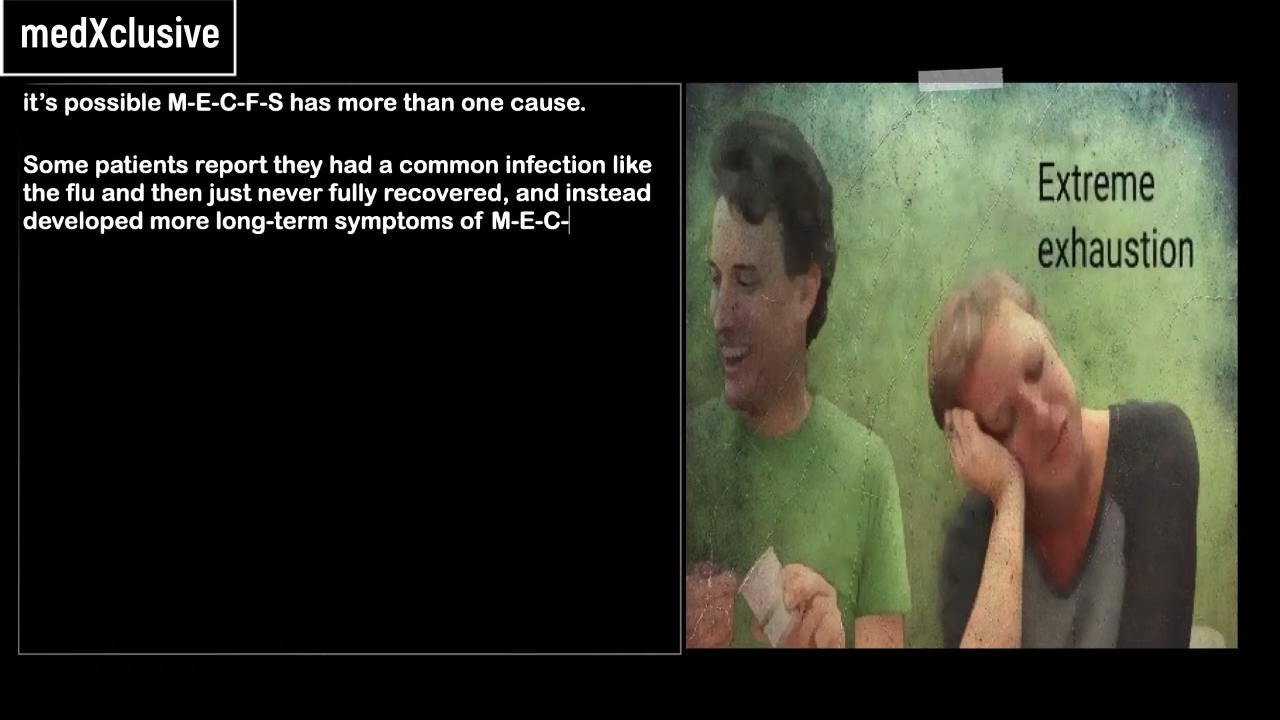 medXclusive
it’s possible M-E-C-F-S has more than one cause.
Some patients report they had a common infection like
the flu and then just never fully recovered, and instead
developed more long-term symptoms of M-E-C-
Extreme
exhaustion